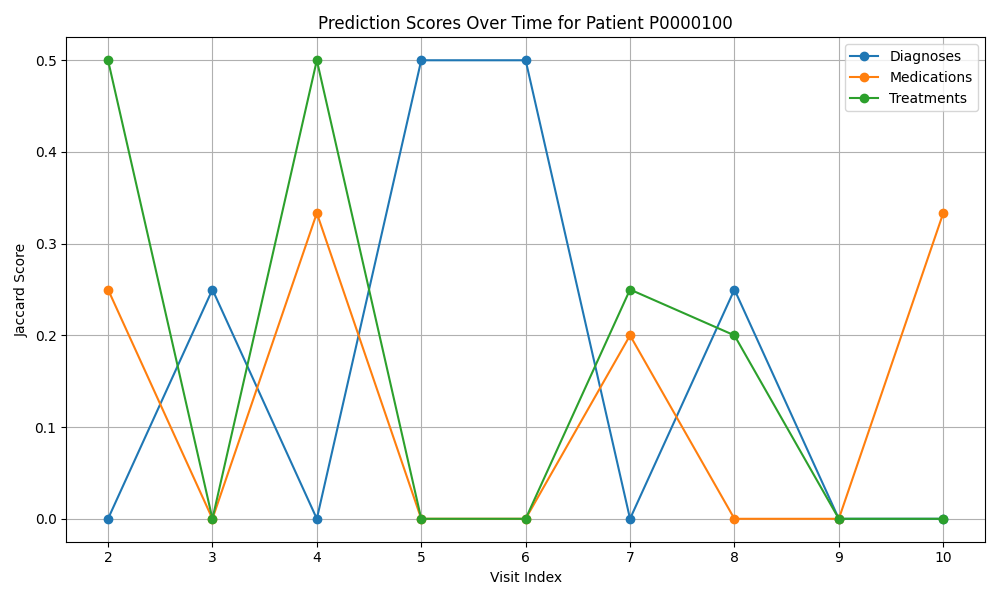 Prediction Scores Over Time for Patient P0000100
Diagnoses
Medications
Treatments
Jaccard Score
0.5
0.4
0.3
0.2
0.1
0.0
2 3 4 5 6 7 8 9 10
Visit Index